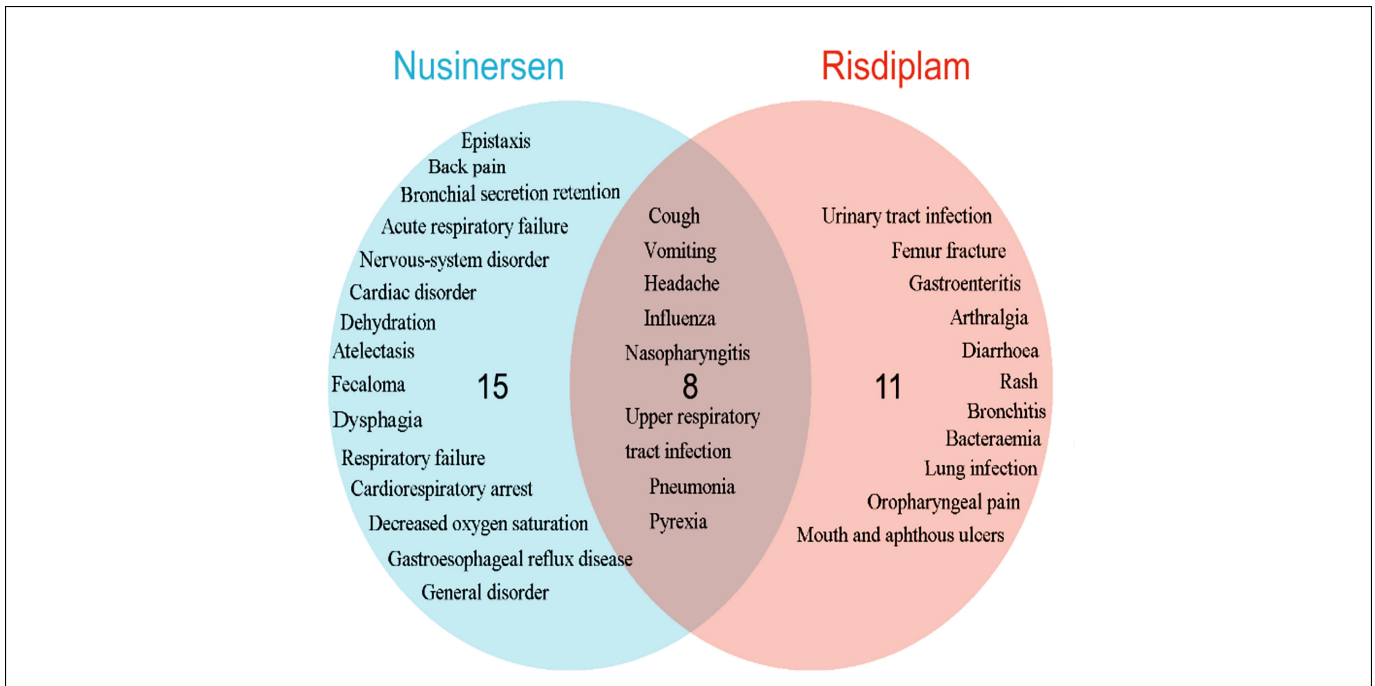 Nusinersen
Risdiplam
Epistaxis
Back pain
Bronchial secretion retention
Acute respiratory failure
Nervous-system disorder
Cardiac disorder
Dehydration
Atelectasis
Fecaloma
15
Dysphagia
Respiratory failure
Cardiorespiratory arrest
Decreased oxygen saturation
Gastroesophageal reflux disease
General disorder
Cough
Vomiting
Headache
Influenza
Nasopharyngitis
8
Upper respiratory
tract infection
Pneumonia
Pyrexia
Urinary tract infection
Femur fracture
Gastroenteritis
Arthralgia
Diarrhoea
Rash
11
Bronchitis
Bacteraemia
Lung infection
Oropharyngeal pain
Mouth and aphthous ulcers